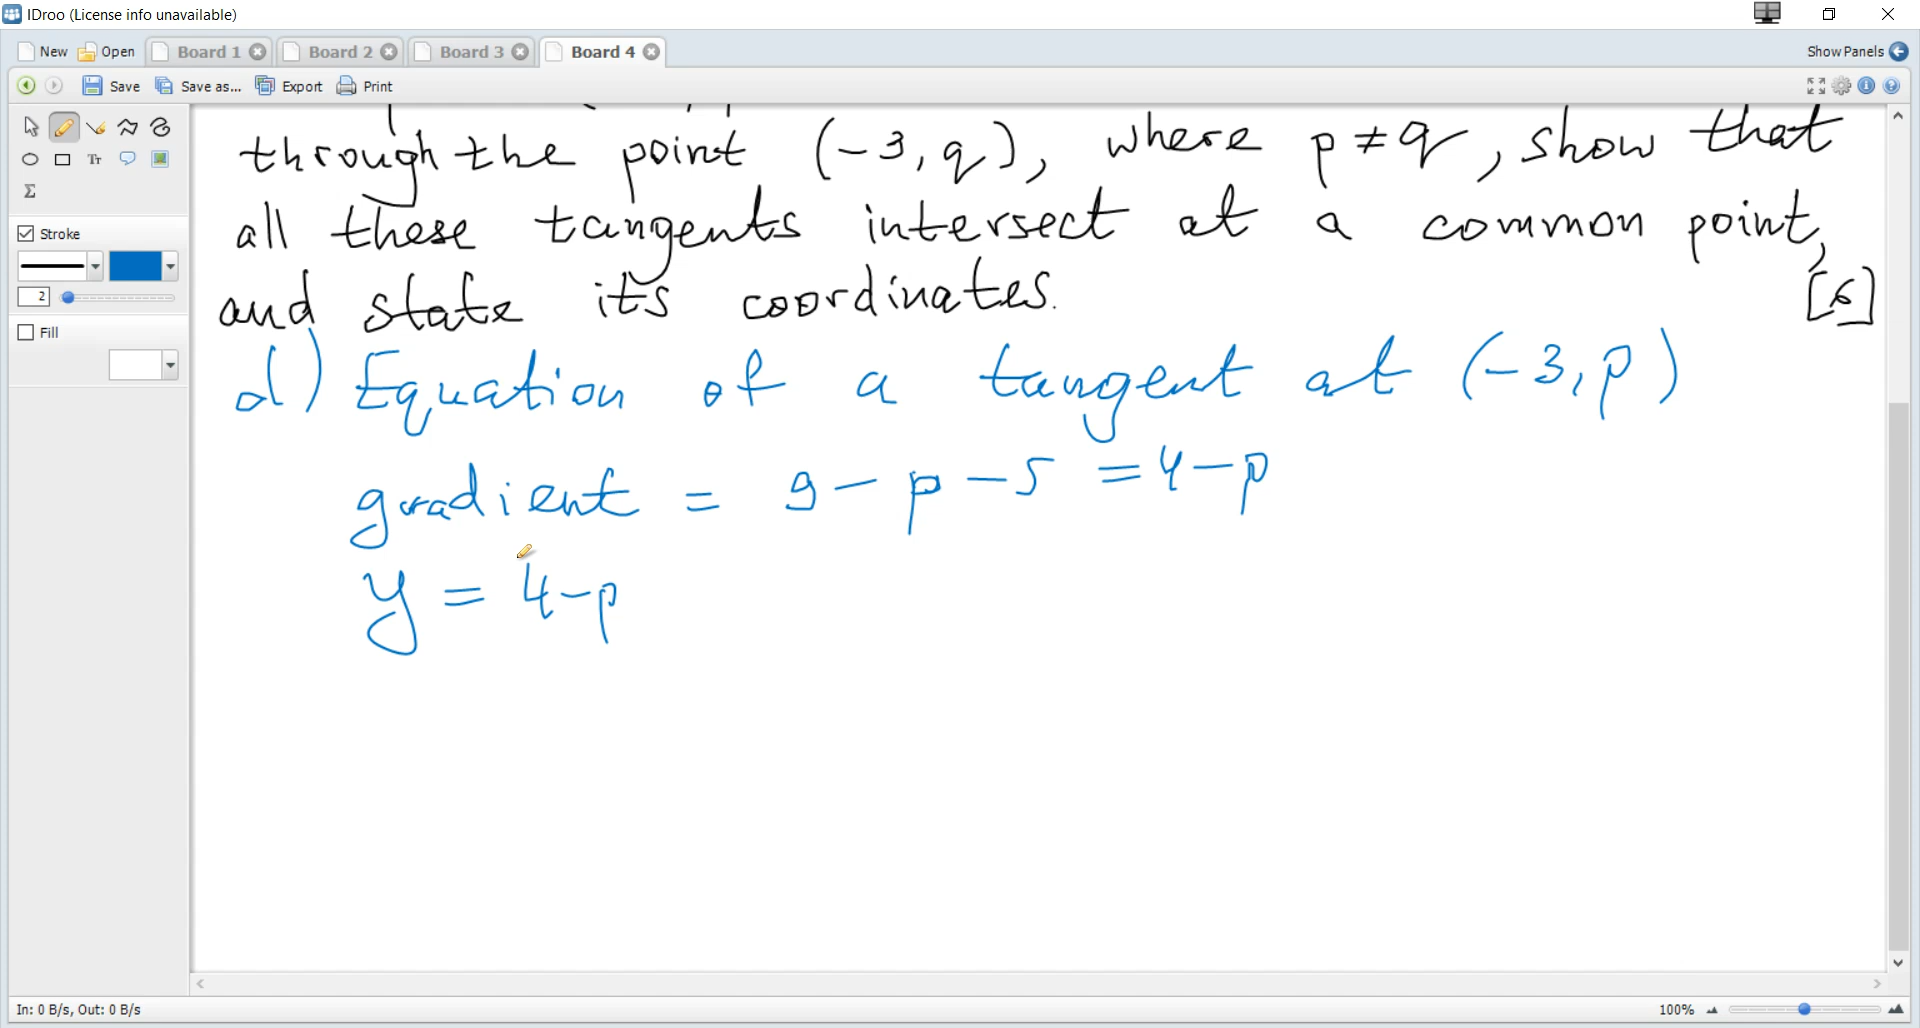 IDroo (License info unavailable)
New Open Board 1 Board 2 Board 3 Board 4 Show Panels
Save Save as... Export Print
Tt
Σ
Stroke
2
Fill
through the point (-3, q), where p ≠ q, show that
all these tangents intersect at a common point,
and state its coordinates. [6]
d) Equation of a tangent at (-3, p)
gradient = 9 - p - 5 = 4 - p
y = 4 - p
In: 0 B/s, Out: 0 B/s 100%